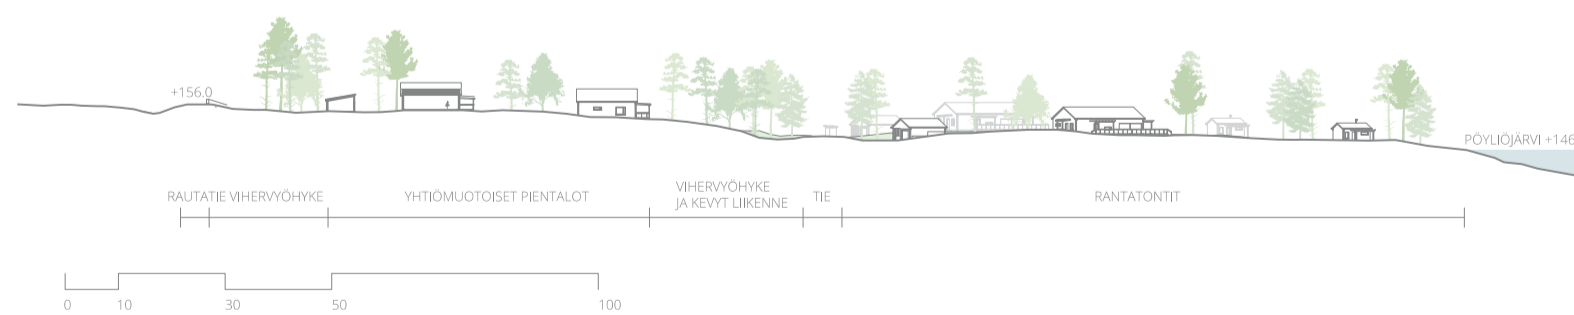 +156.0
PÖYLIÖJÄRVI +146
RAUTATIE VIHERVYÖHYKE
YHTIÖMUOTOISET PIENTALOT
VIHERVYÖHYKE
JA KEVYT LIIKENNE
TIE
RANTATONTIT
0 10 30 50 100